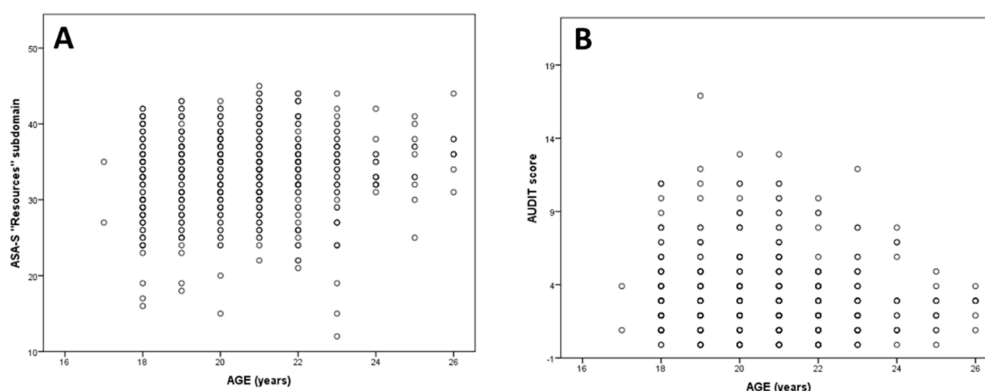 A
50
40
30
20
10
16 18 20 22 24 26
ASA-S "Resources" subdomain
AGE (years)
B
19
14
9
4
-1
16 18 20 22 24 26
AUDIT score
AGE (years)